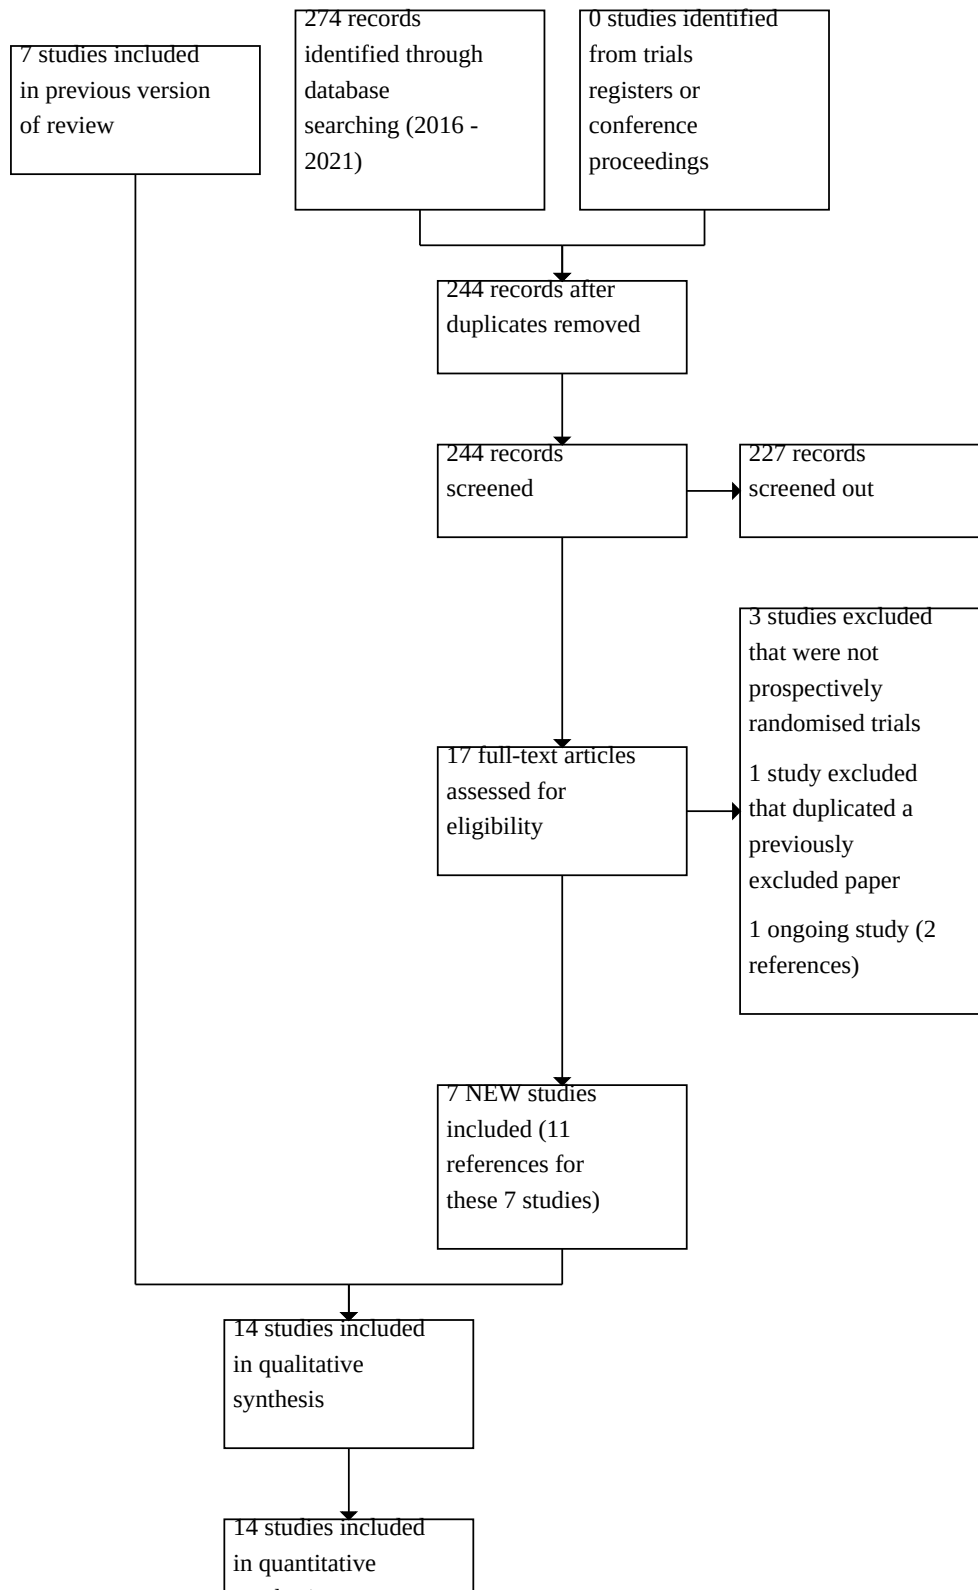 7 studies included
in previous version
of review
274 records
identified through
database
searching (2016 -
2021)
0 studies identified
from trials
registers or
conference
proceedings
244 records after
duplicates removed
244 records
screened
227 records
screened out
17 full-text articles
assessed for
eligibility
3 studies excluded
that were not
prospectively
randomised trials
1 study excluded
that duplicated a
previously
excluded paper
1 ongoing study (2
references)
7 NEW studies
included (11
references for
these 7 studies)
14 studies included
in qualitative
synthesis
14 studies included
in quantitative